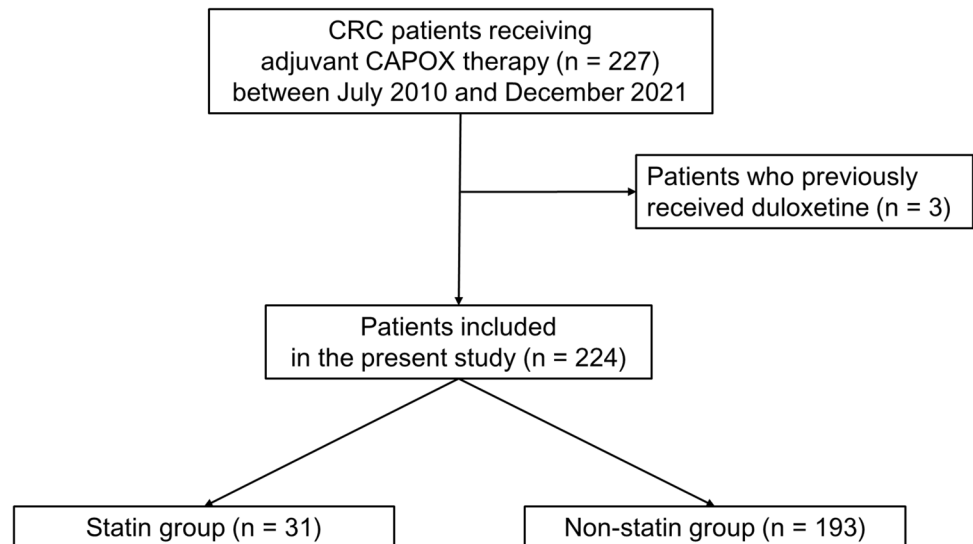 CRC patients receiving
adjuvant CAPOX therapy (n = 227)
between July 2010 and December 2021
Patients who previously
received duloxetine (n = 3)
Patients included
in the present study (n = 224)
Statin group (n = 31)
Non-statin group (n = 193)